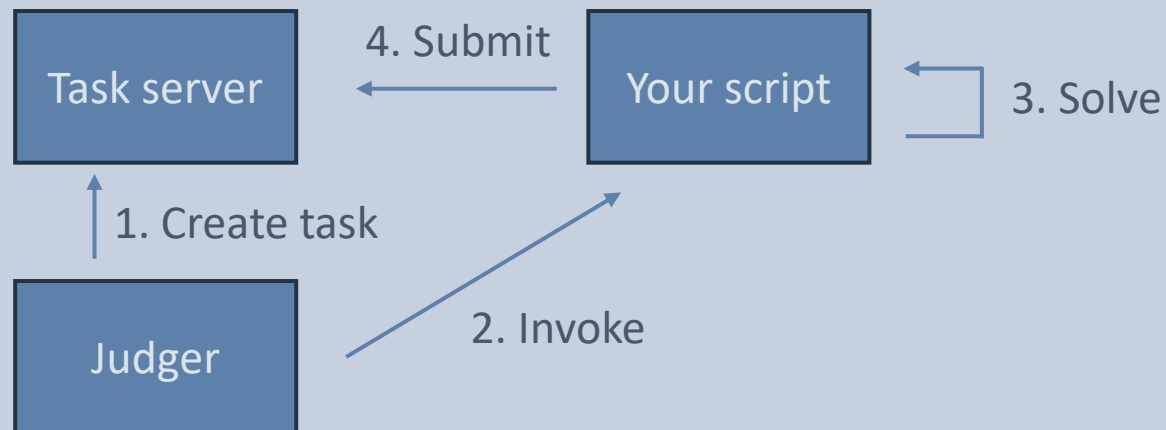 Task server
4. Submit
Your script
3. Solve
1. Create task
2. Invoke
Judger